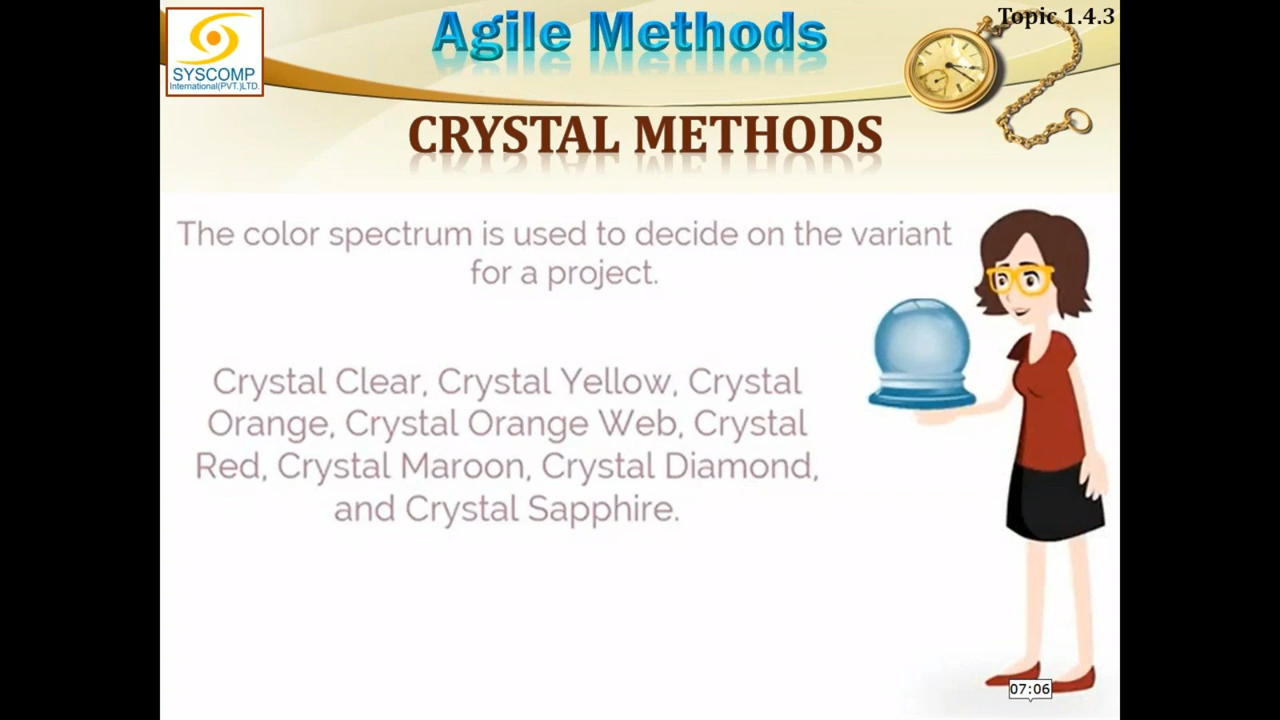 Topic 1.4.3
Agile Methods
SYSCOMP
International(PVT.)LTD.
CRYSTAL METHODS
The color spectrum is used to decide on the variant
for a project.
Crystal Clear, Crystal Yellow, Crystal
Orange, Crystal Orange Web, Crystal
Red, Crystal Maroon, Crystal Diamond,
and Crystal Sapphire.
07:06